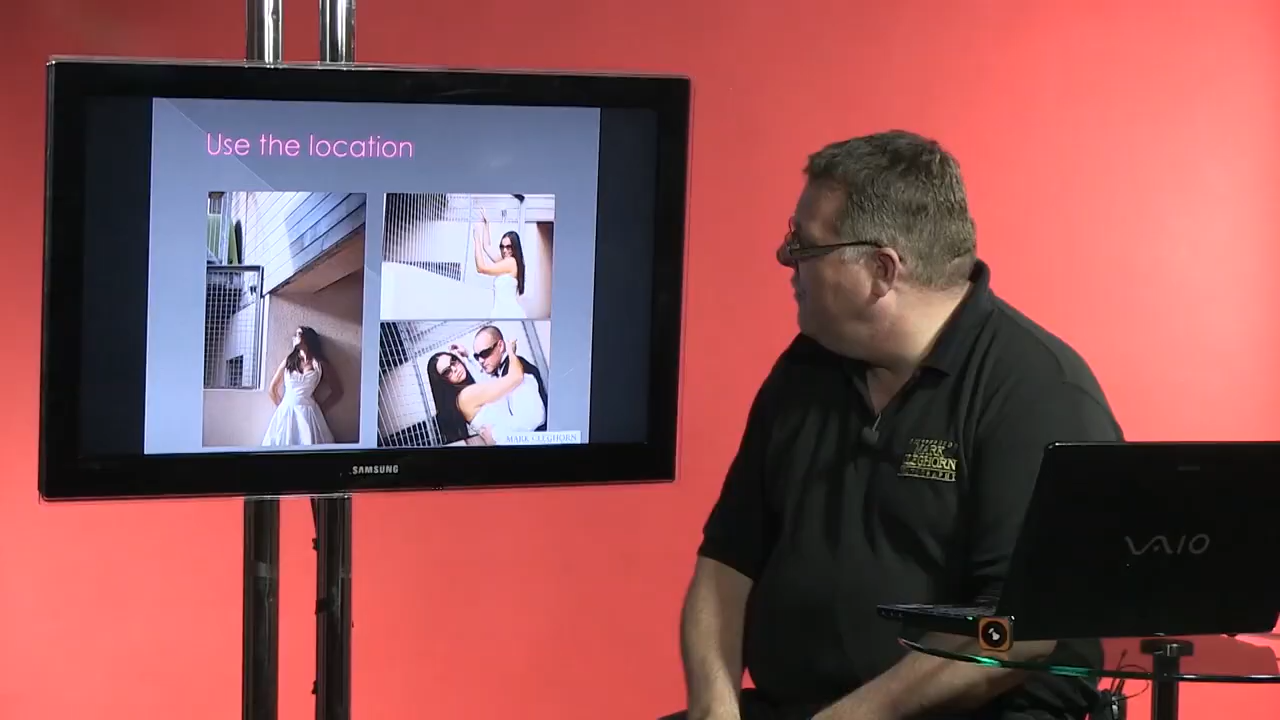 Use the location
MARK CLEGHORN
SAMSUNG
MARK
CLEGHORN
VAIO